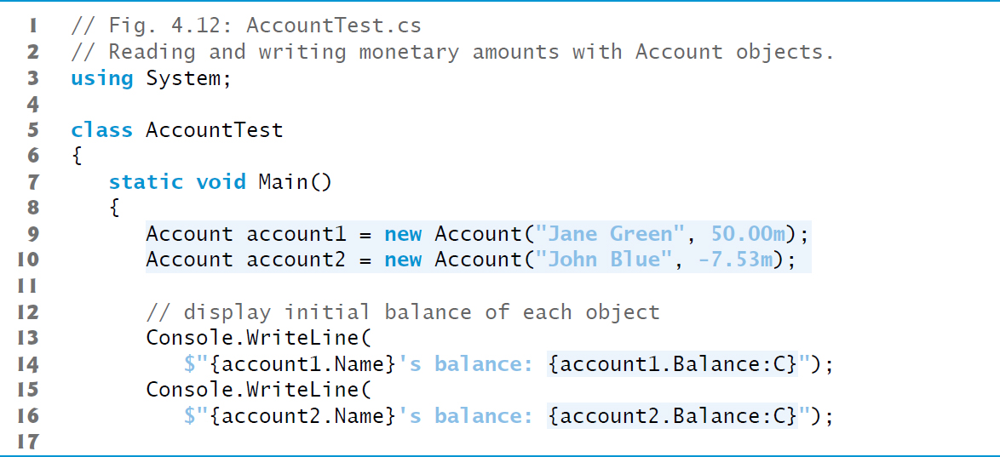 1 // Fig. 4.12: AccountTest.cs
2 // Reading and writing monetary amounts with Account objects.
3 using System;
4
5 class AccountTest
6 {
7 static void Main()
8 {
9 Account account1 = new Account("Jane Green", 50.00m);
10 Account account2 = new Account("John Blue", -7.53m);
11
12 // display initial balance of each object
13 Console.WriteLine(
14 $"{account1.Name}'s balance: {account1.Balance:C}");
15 Console.WriteLine(
16 $"{account2.Name}'s balance: {account2.Balance:C}");
17